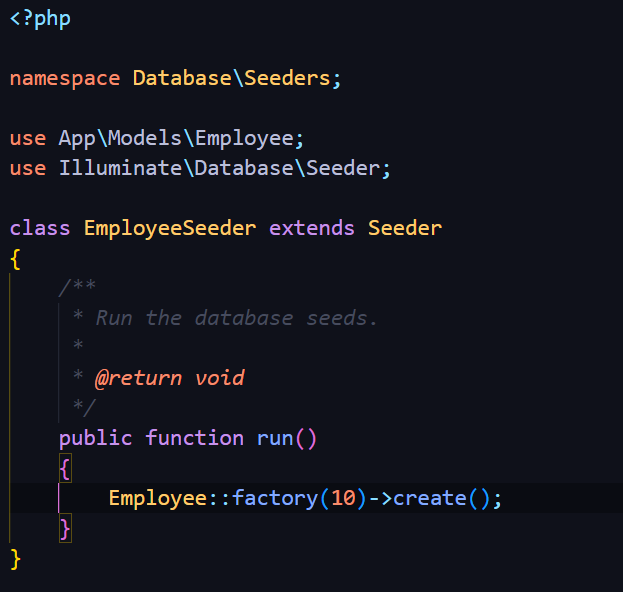 <?php
namespace Database\Seeders;
use App\Models\Employee;
use Illuminate\Database\Seeder;
class EmployeeSeeder extends Seeder
{
    /**
     * Run the database seeds.
     *
     * @return void
     */
    public function run()
    {
        Employee::factory(10)->create();
    }
}